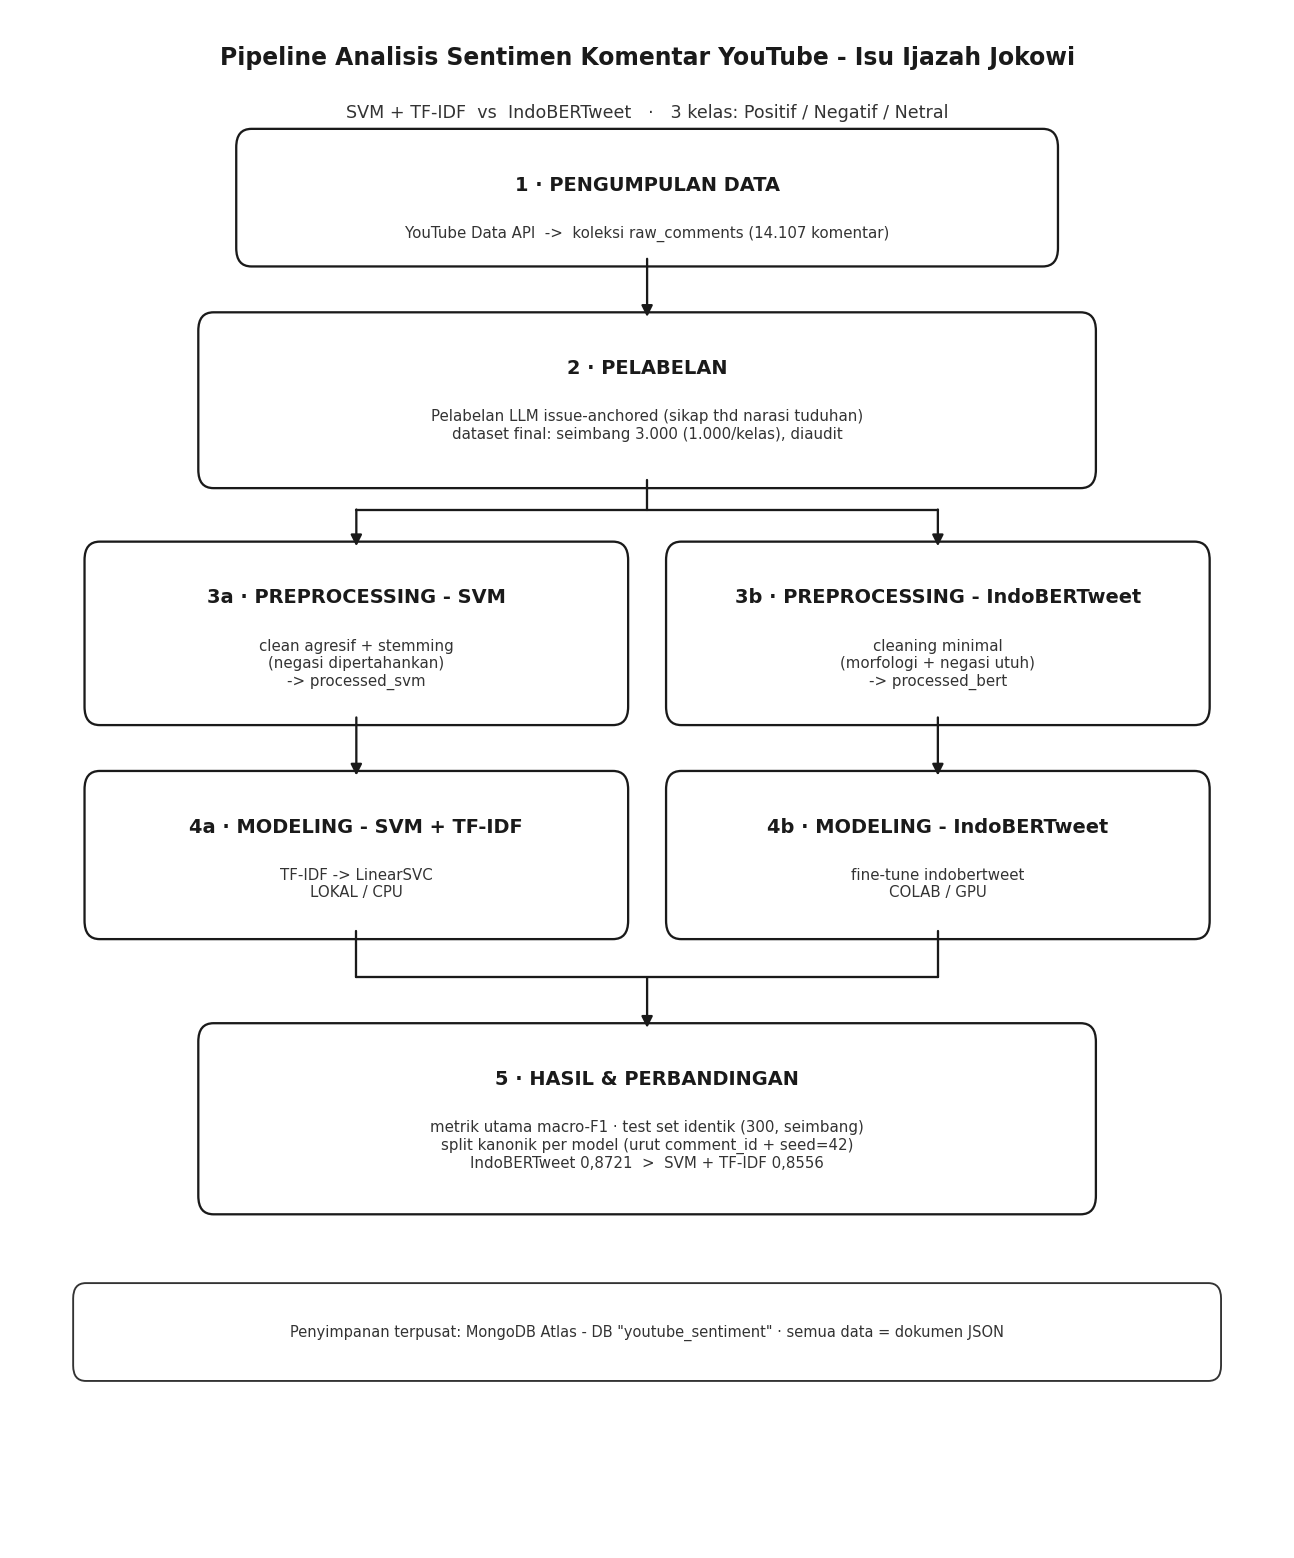 Pipeline Analisis Sentimen Komentar YouTube - Isu Ijazah Jokowi
SVM + TF-IDF vs IndoBERTweet · 3 kelas: Positif / Negatif / Netral
1 · PENGUMPULAN DATA
YouTube Data API -> koleksi raw_comments (14.107 komentar)
2 · PELABELAN
Pelabelan LLM issue-anchored (sikap thd narasi tuduhan)
dataset final: seimbang 3.000 (1.000/kelas), diaudit
3a · PREPROCESSING - SVM
clean agresif + stemming
(negasi dipertahankan)
-> processed_svm
3b · PREPROCESSING - IndoBERTweet
cleaning minimal
(morfologi + negasi utuh)
-> processed_bert
4a · MODELING - SVM + TF-IDF
TF-IDF -> LinearSVC
LOKAL / CPU
4b · MODELING - IndoBERTweet
fine-tune indobertweet
COLAB / GPU
5 · HASIL & PERBANDINGAN
metrik utama macro-F1 · test set identik (300, seimbang)
split kanonik per model (urut comment_id + seed=42)
IndoBERTweet 0,8721 > SVM + TF-IDF 0,8556
Penyimpanan terpusat: MongoDB Atlas - DB "youtube_sentiment" · semua data = dokumen JSON